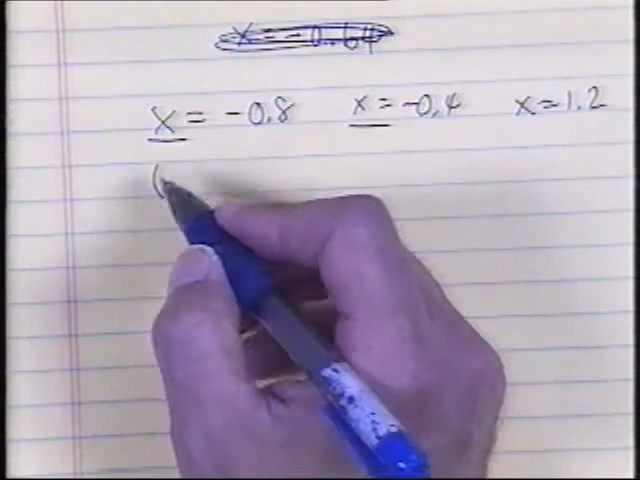 x = -0.64
x = -0.8 x = -0.4 x = 1.2
(